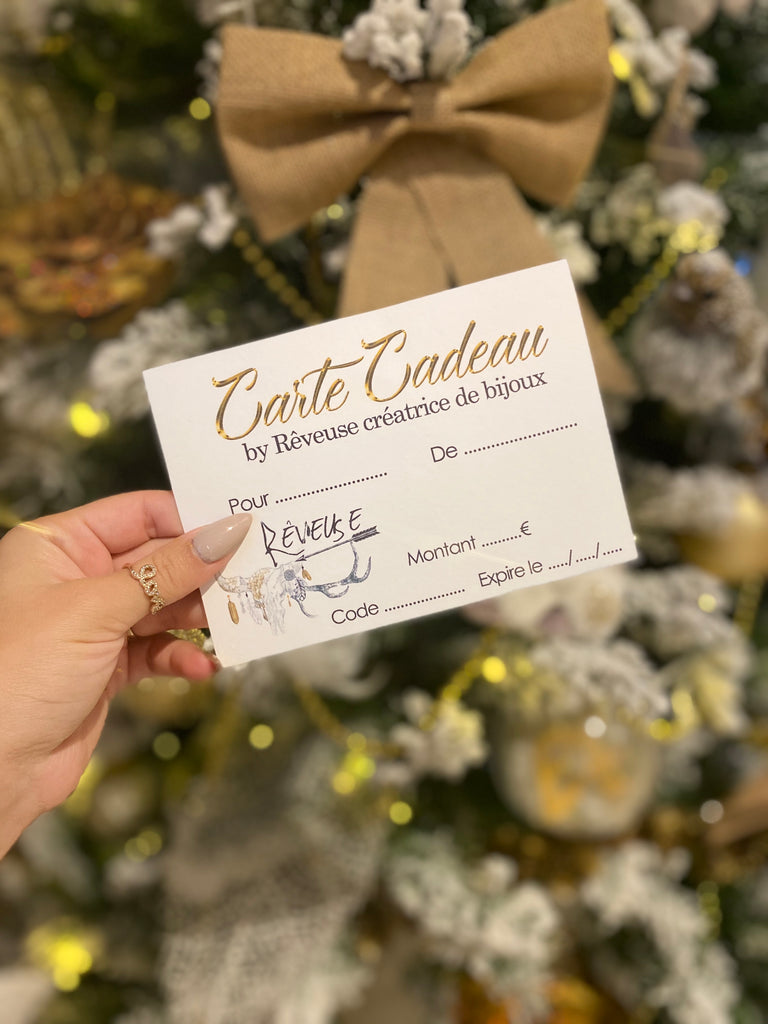 Carte Cadeau
by Rêveuse créatrice de bijoux
Pour ........................ De ........................
RÊVEUSE
Montant ..........€
Code .................. Expire le ...../...../.....